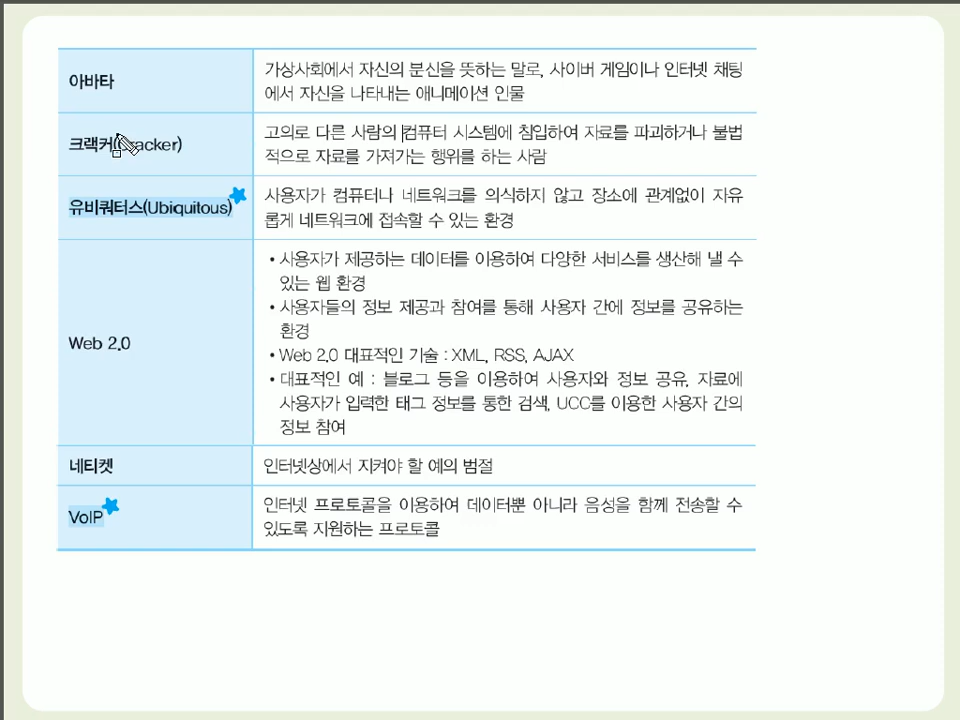 아바타
가상사회에서 자신의 분신을 뜻하는 말로, 사이버 게임이나 인터넷 채팅
에서 자신을 나타내는 애니메이션 인물
크랙커(Cracker)
고의로 다른 사람의 컴퓨터 시스템에 침입하여 자료를 파괴하거나 불법
적으로 자료를 가져가는 행위를 하는 사람
유비쿼터스(Ubiquitous)
사용자가 컴퓨터나 네트워크를 의식하지 않고 장소에 관계없이 자유
롭게 네트워크에 접속할 수 있는 환경
Web 2.0
• 사용자가 제공하는 데이터를 이용하여 다양한 서비스를 생산해 낼 수
있는 웹 환경
• 사용자들의 정보 제공과 참여를 통해 사용자 간에 정보를 공유하는
환경
• Web 2.0 대표적인 기술 : XML, RSS, AJAX
• 대표적인 예 : 블로그 등을 이용하여 사용자와 정보 공유, 자료에
사용자가 입력한 태그 정보를 통한 검색, UCC를 이용한 사용자 간의
정보 참여
네티켓
인터넷상에서 지켜야 할 예의 범절
VoIP
인터넷 프로토콜을 이용하여 데이터뿐 아니라 음성을 함께 전송할 수
있도록 지원하는 프로토콜